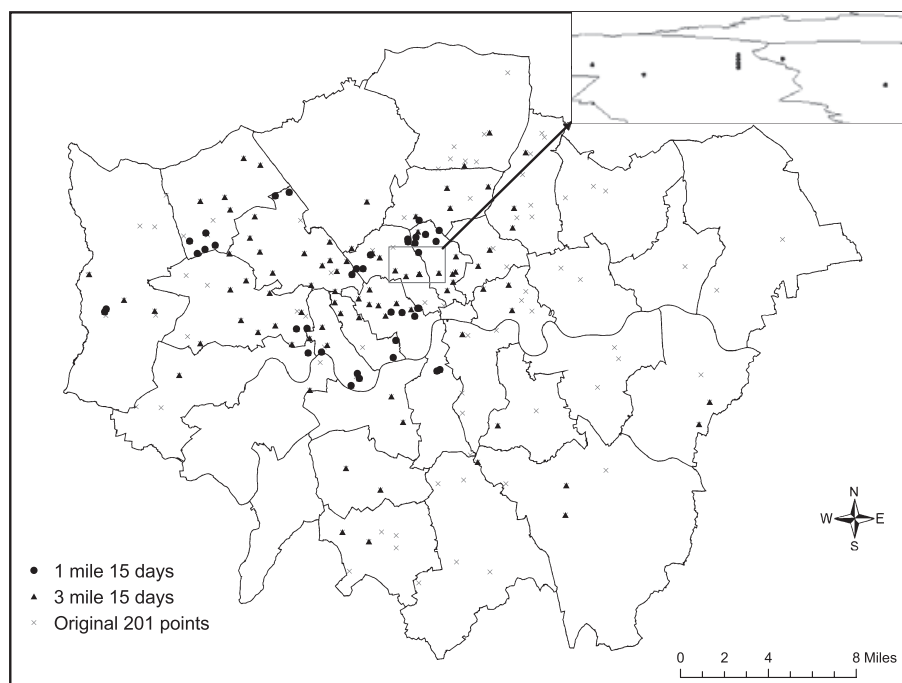 N
W E
S
1 mile 15 days
3 mile 15 days
Original 201 points
0 2 4 8 Miles